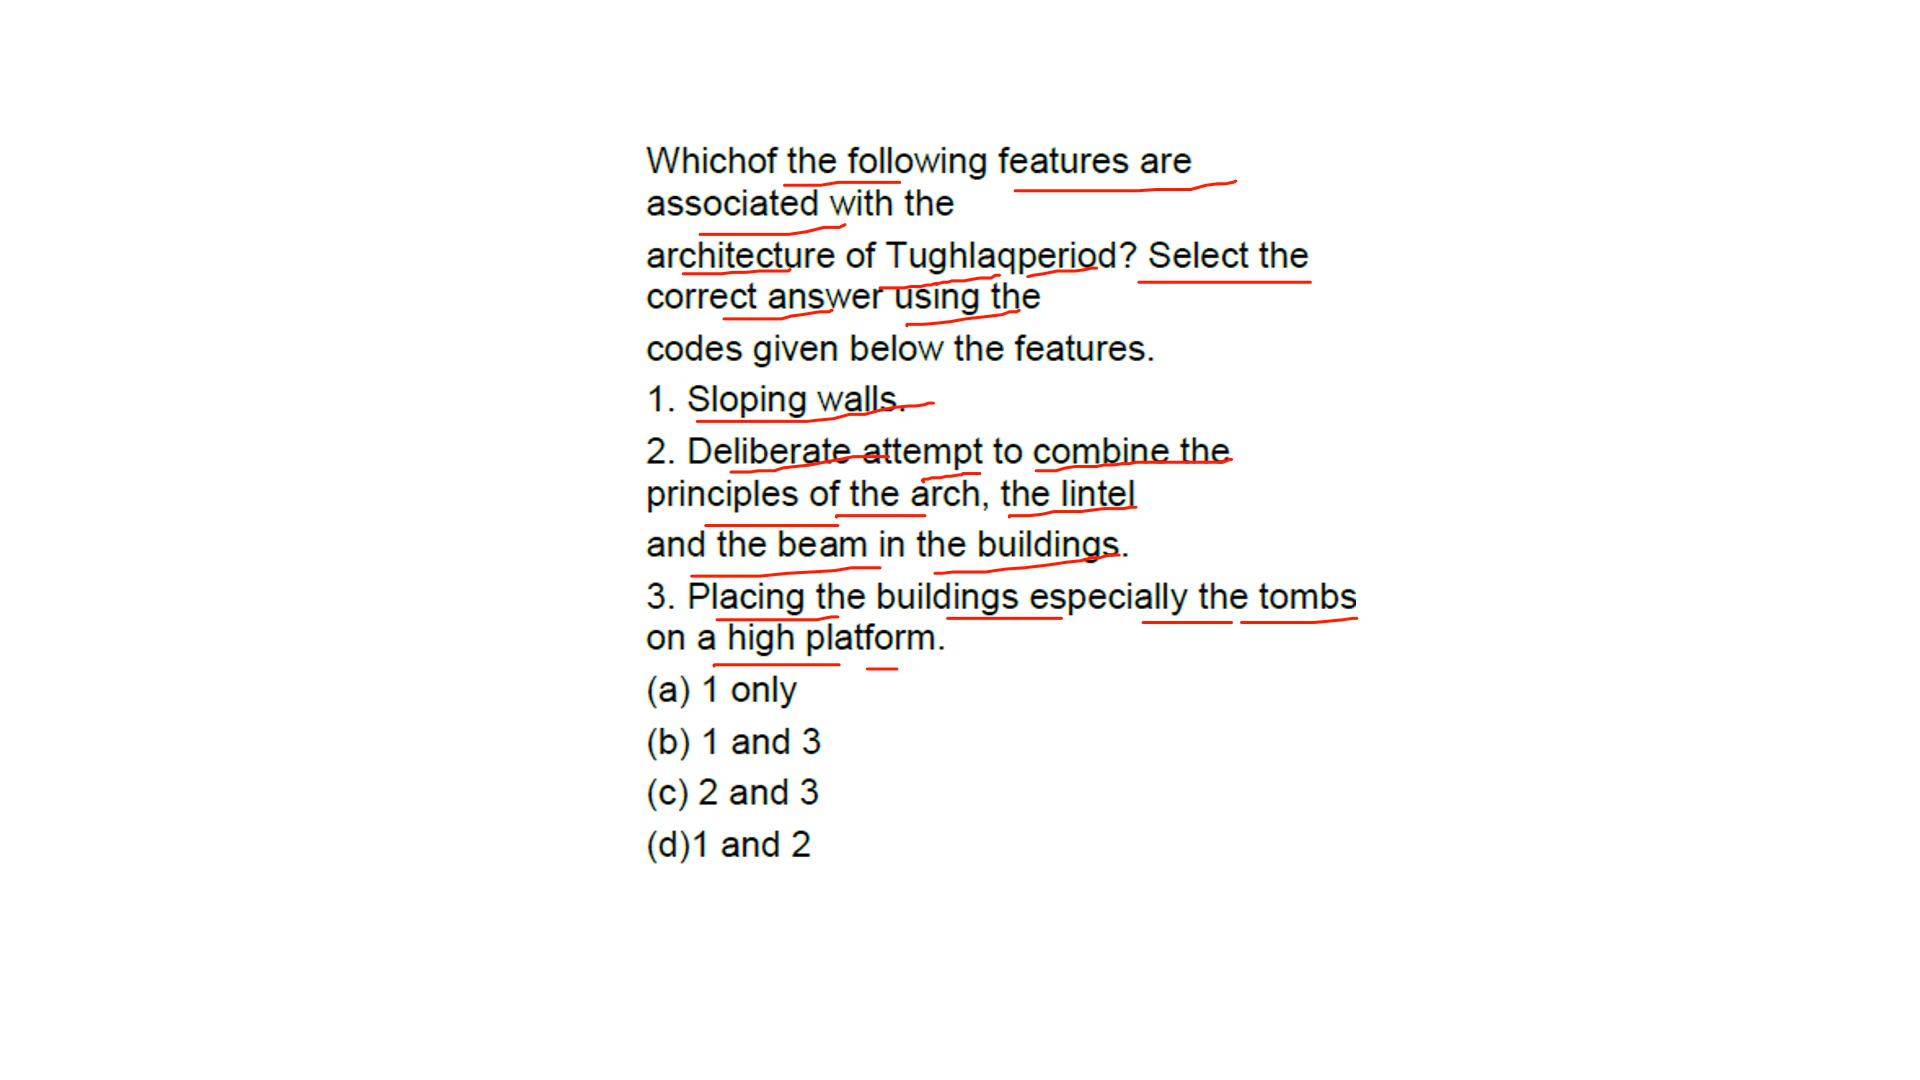 Whichof the following features are
associated with the
architecture of Tughlaqperiod? Select the
correct answer using the
codes given below the features.
1. Sloping walls.
2. Deliberate attempt to combine the
principles of the arch, the lintel
and the beam in the buildings.
3. Placing the buildings especially the tombs
on a high platform.
(a) 1 only
(b) 1 and 3
(c) 2 and 3
(d)1 and 2